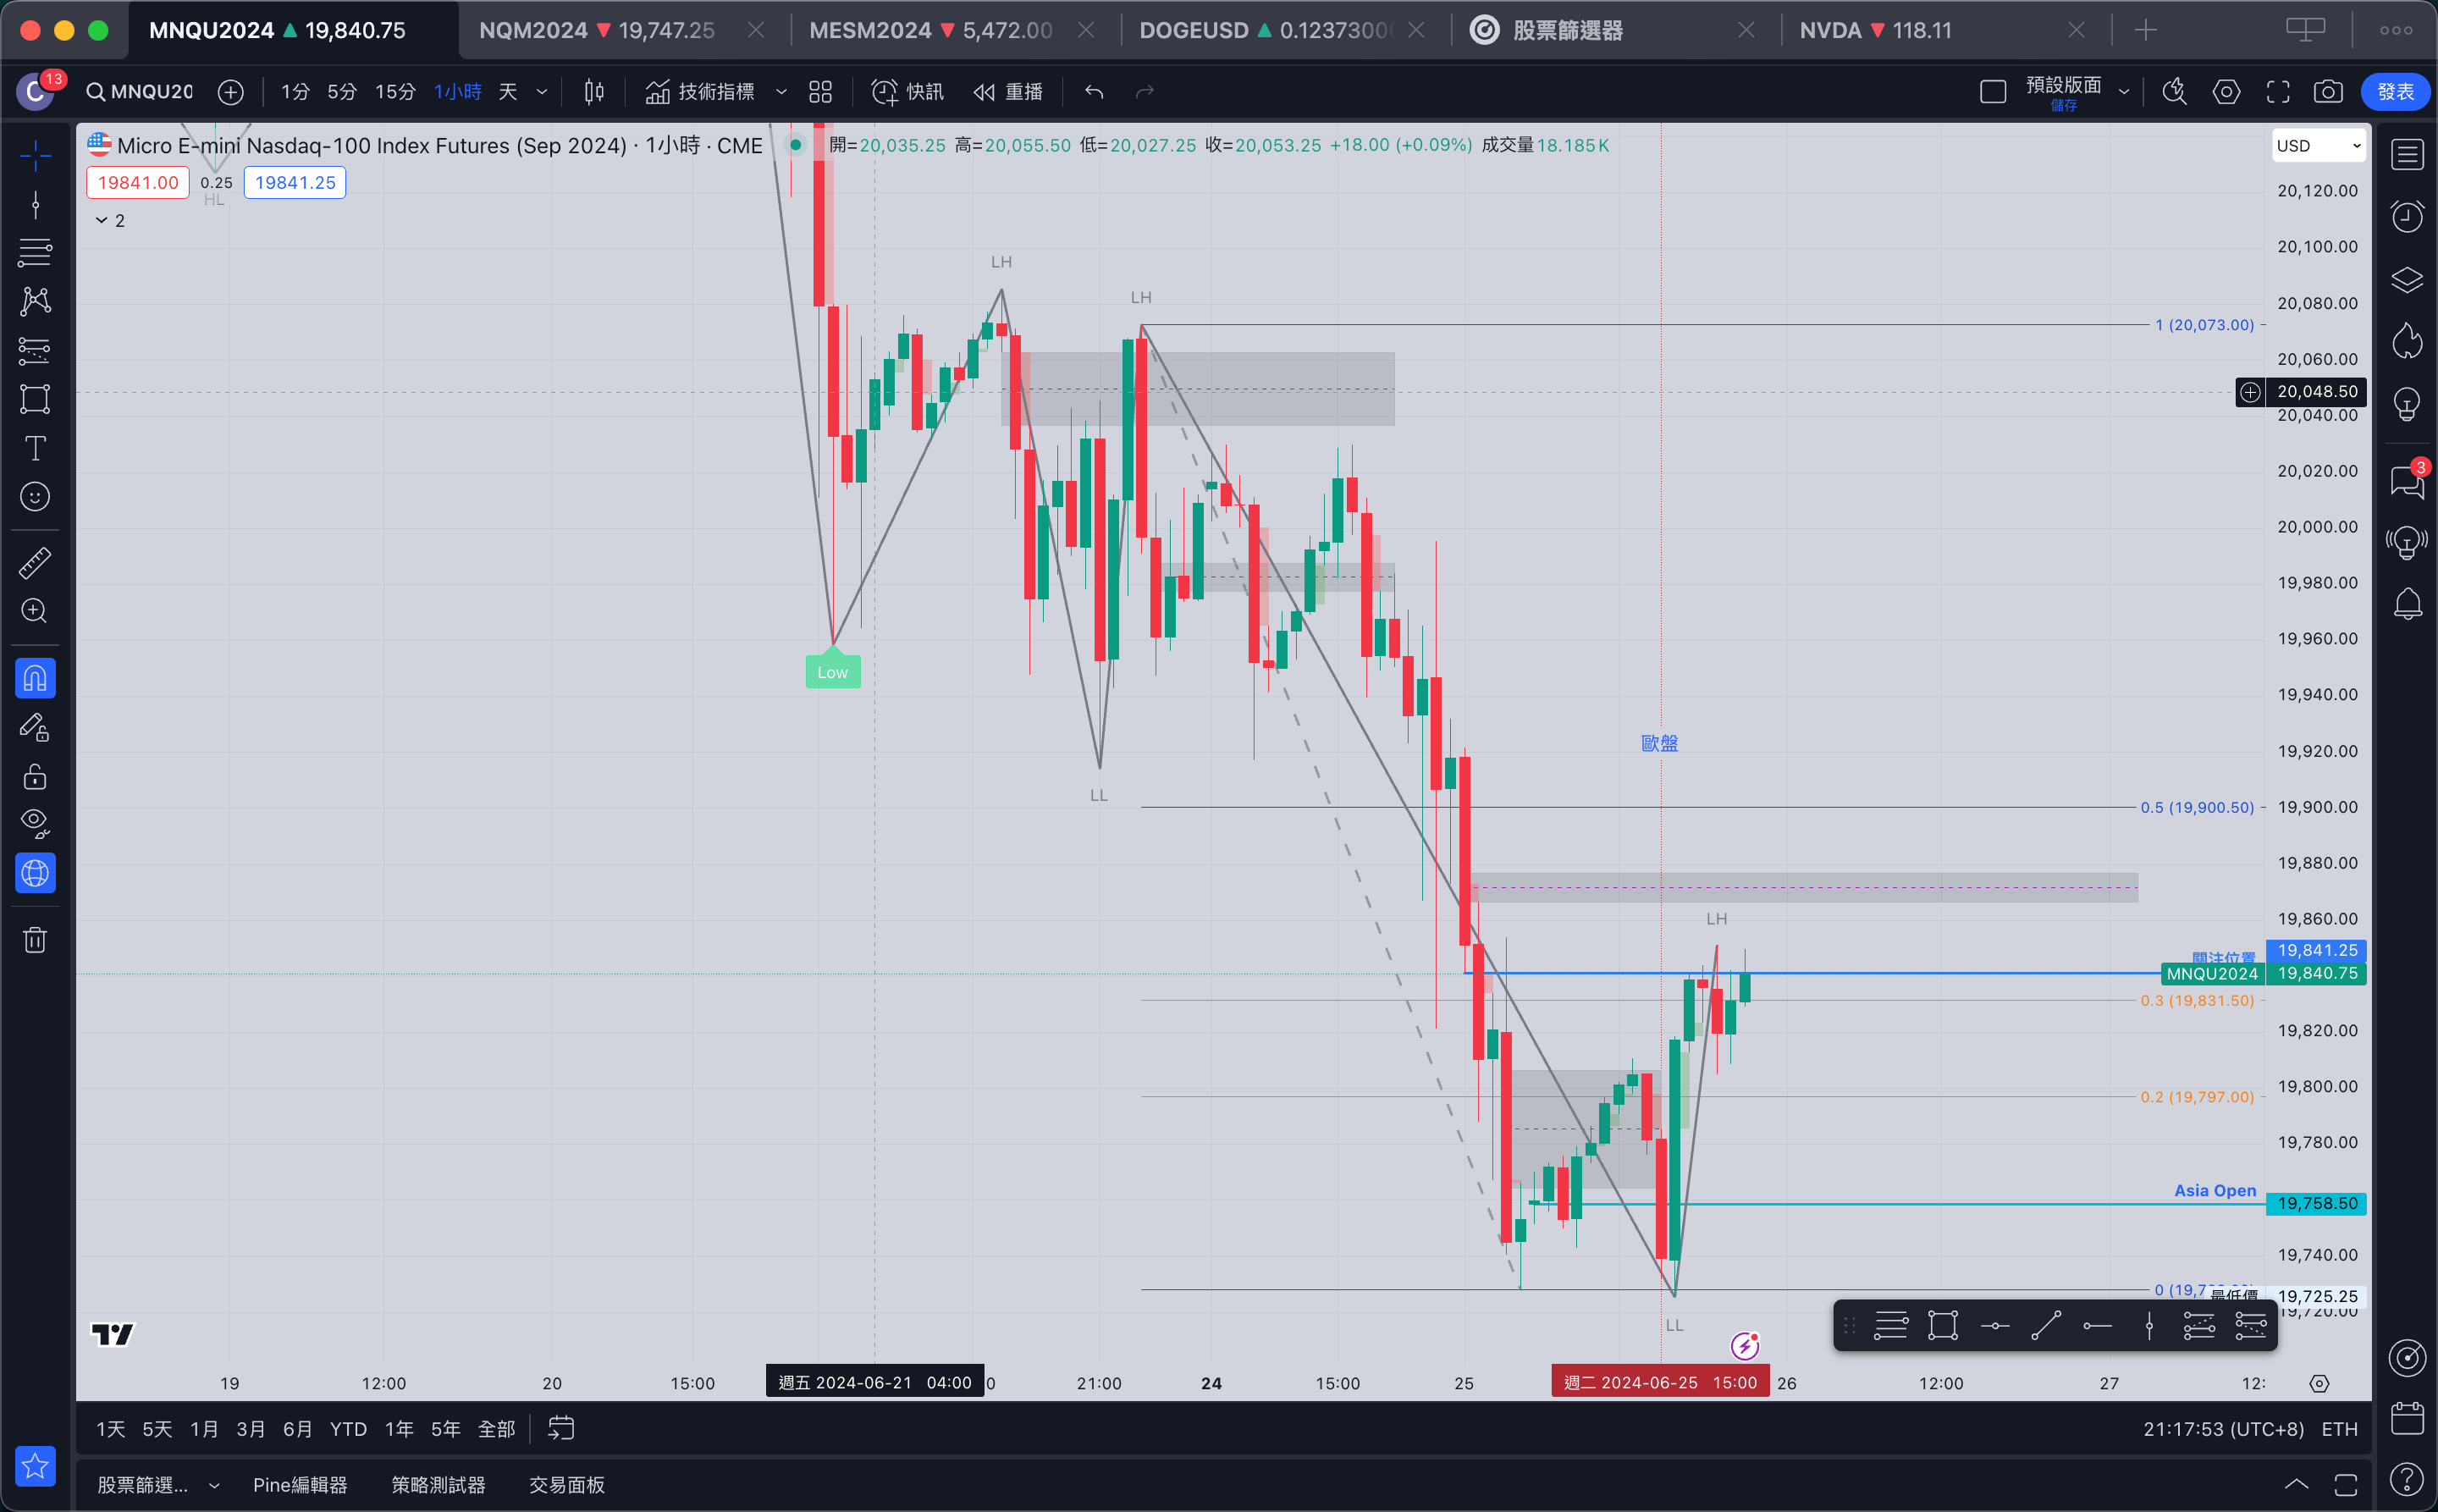 MNQU2024 ▲ 19,840.75 NQM2024 ▼ 19,747.25 MESM2024 ▼ 5,472.00 DOGEUSD ▲ 0.1237300 股票篩選器 NVDA ▼ 118.11
C 13 MNQU20 1分 5分 15分 1小時 天 技術指標 快訊 重播 預設版面 發表
儲存
Micro E-mini Nasdaq-100 Index Futures (Sep 2024) · 1小時 · CME 開=20,035.25 高=20,055.50 低=20,027.25 收=20,053.25 +18.00 (+0.09%) 成交量18.185K USD
19841.00 0.25 19841.25
20,120.00
HL
2
20,100.00
LH
LH
20,080.00
1 (20,073.00)
20,060.00
20,048.50
20,040.00
20,020.00
3
20,000.00
19,980.00
19,960.00
Low
19,940.00
歐盤
19,920.00
LL
0.5 (19,900.50) 19,900.00
19,880.00
LH
19,860.00
關注位置 19,841.25
MNQU2024 19,840.75
0.3 (19,831.50)
19,820.00
19,800.00
0.2 (19,797.00)
19,780.00
Asia Open
19,758.50
19,740.00
最低價 19,725.25
19,720.00
LL
19 12:00 20 15:00 週五 2024-06-21 04:00 0 21:00 24 15:00 25 週二 2024-06-25 15:00 26 12:00 27 12:
1天 5天 1月 3月 6月 YTD 1年 5年 全部 21:17:53 (UTC+8) ETH
股票篩選... Pine編輯器 策略測試器 交易面板